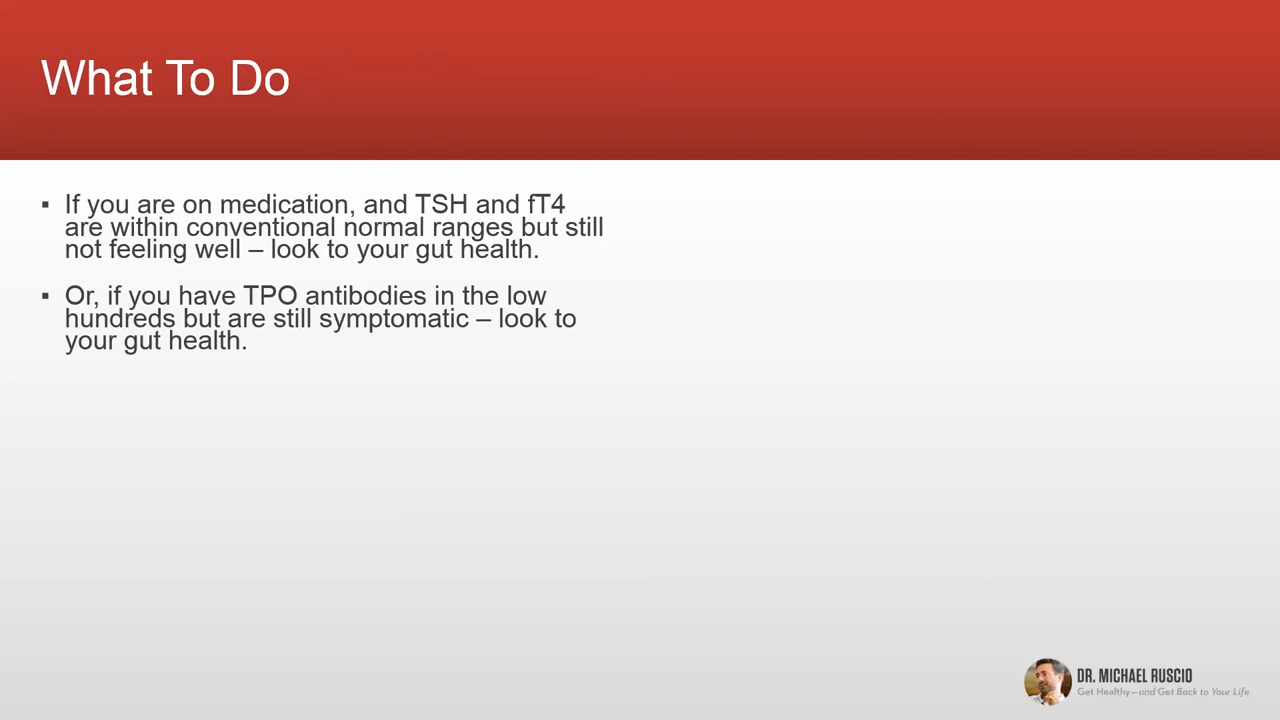 What To Do
▪ If you are on medication, and TSH and fT4
are within conventional normal ranges but still
not feeling well – look to your gut health.
▪ Or, if you have TPO antibodies in the low
hundreds but are still symptomatic – look to
your gut health.
DR. MICHAEL RUSCIO
Get Healthy—and Get Back to Your Life